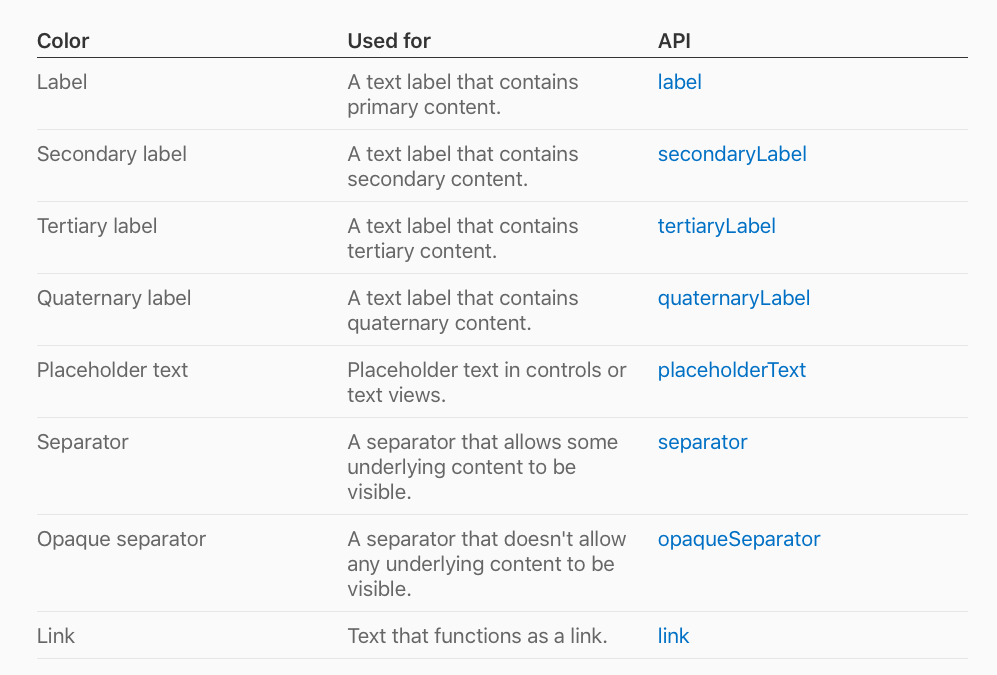 Color Used for API
Label A text label that contains label
primary content.
Secondary label A text label that contains secondaryLabel
secondary content.
Tertiary label A text label that contains tertiaryLabel
tertiary content.
Quaternary label A text label that contains quaternaryLabel
quaternary content.
Placeholder text Placeholder text in controls or placeholderText
text views.
Separator A separator that allows some separator
underlying content to be
visible.
Opaque separator A separator that doesn't allow opaqueSeparator
any underlying content to be
visible.
Link Text that functions as a link. link